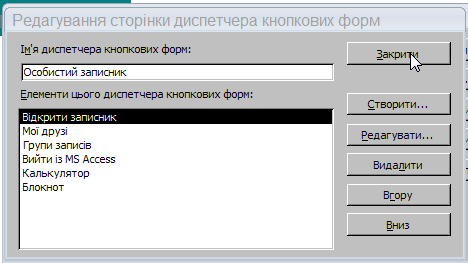 Редагування сторінки диспетчера кнопкових форм
Ім'я диспетчера кнопкових форм:
Закрити
Особистий записник
Елементи цього диспетчера кнопкових форм:
Створити...
Відкрити записник
Мої друзі
Редагувати...
Групи записів
Вийти із MS Access
Видалити
Калькулятор
Блокнот
Вгору
Вниз